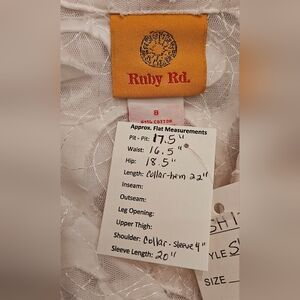 Ruby Rd.
8
61% COTTON
Approx. Flat Measurements
Pit - Pit: 17.5"
Waist: 16.5"
Hip: 18.5"
Length: Collar-hem 22"
Inseam:
Outseam:
Leg Opening:
Upper Thigh:
Shoulder: Collar - Sleeve 4"
Sleeve Length: 20"
SIZE